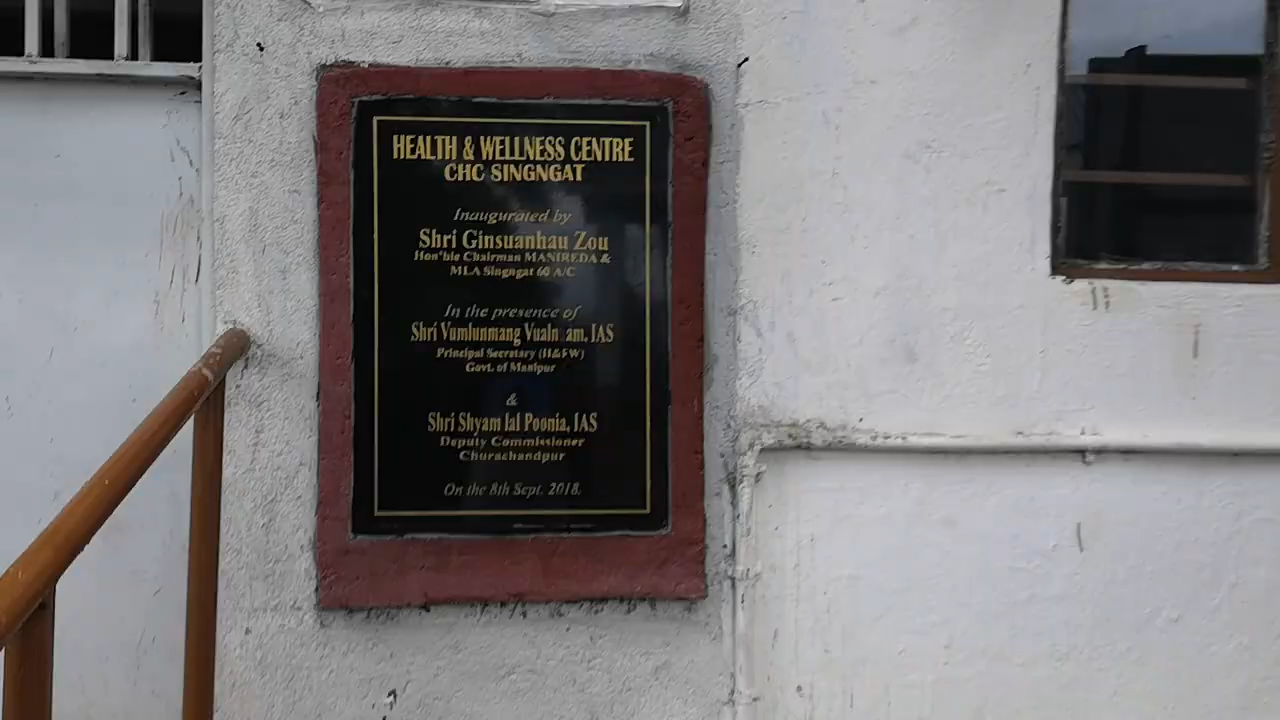 HEALTH & WELLNESS CENTRE
CHC SINGNGAT
Inaugurated by
Shri Ginsuanhau Zou
Hon'ble Chairman MANIREDA &
MLA Singngat 60 A/C
In the presence of
Shri Vumlunmang Vualn am, IAS
Principal Secretary (H&FW)
Govt. of Manipur
&
Shri Shyam lal Poonia, IAS
Deputy Commissioner
Churachandpur
On the 8th Sept. 2018.